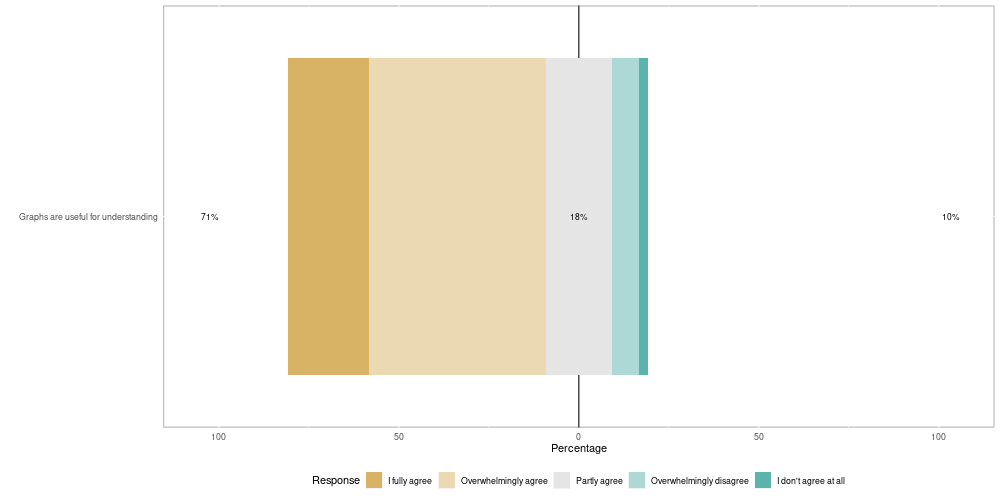 Graphs are useful for understanding 71% 18% 10%
100 50 0 50 100
Percentage
Response I fully agree Overwhelmingly agree Partly agree Overwhelmingly disagree I don't agree at all